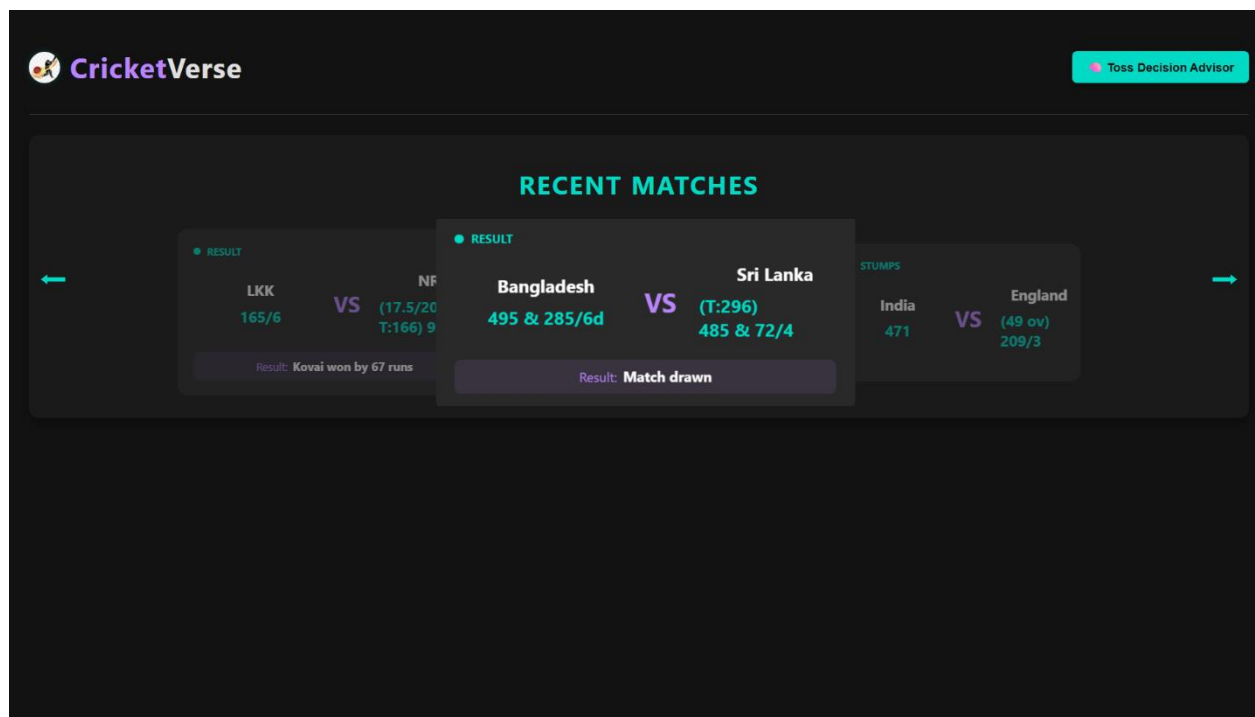 CricketVerse
Toss Decision Advisor
RECENT MATCHES
RESULT
LKK
165/6
VS
(17.5/20
T:166) 9
Result: Kovai won by 67 runs
RESULT
Bangladesh
495 & 285/6d
VS
Sri Lanka
(T:296)
485 & 72/4
Result: Match drawn
STUMPS
India
471
VS
England
(49 ov)
209/3